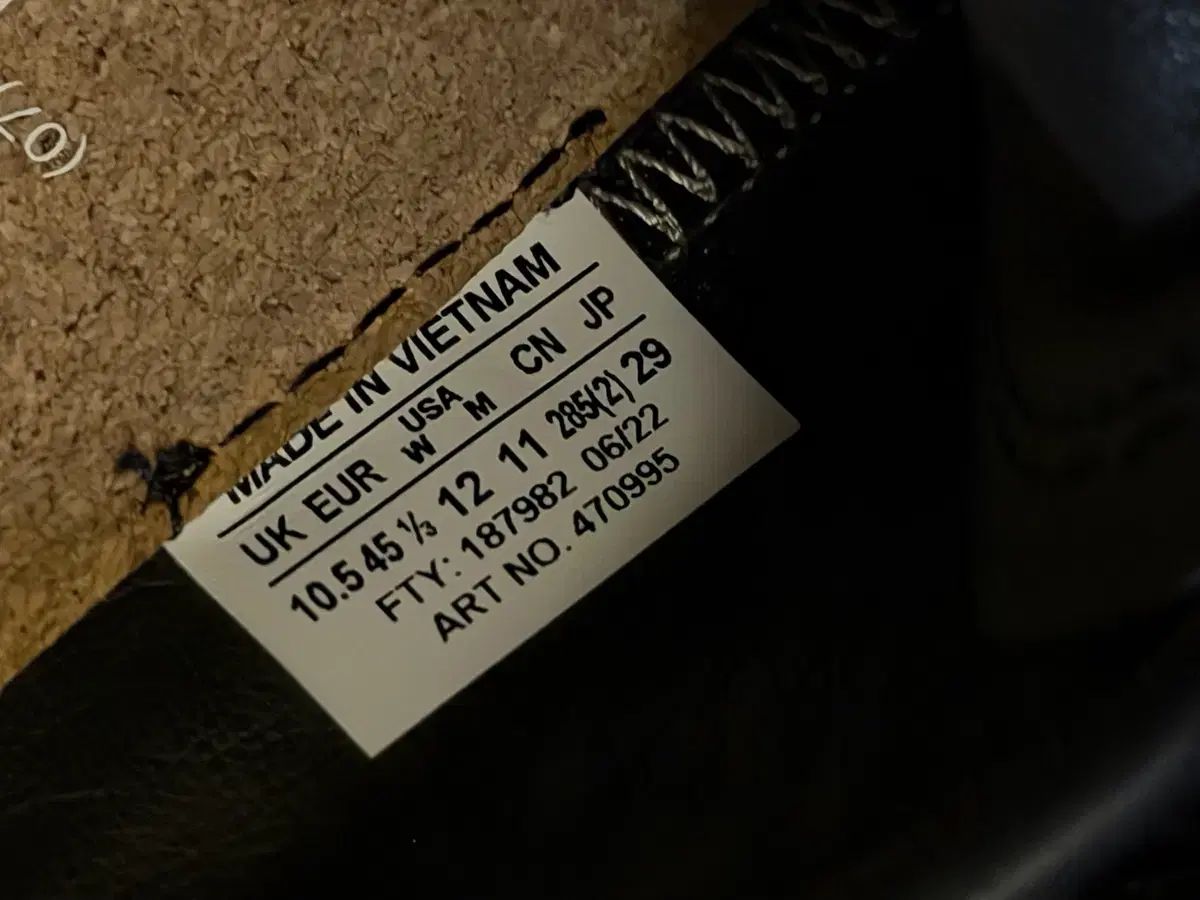 MADE IN VIETNAM
UK EUR USA CN JP
W M
10.5 45 ⅓ 12 11 285(2) 29
FTY: 187982 06/22
ART NO. 470995